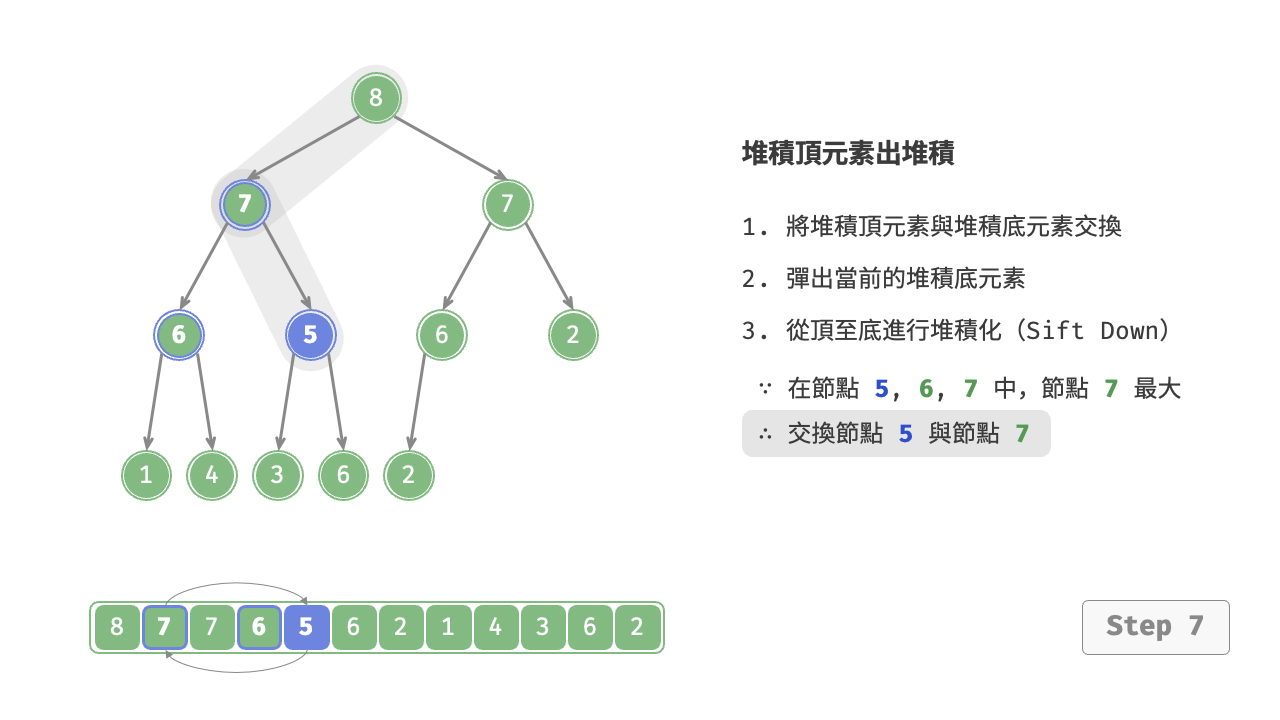 8
7 7
6 5 6 2
1 4 3 6 2
堆積頂元素出堆積
1. 將堆積頂元素與堆積底元素交換
2. 彈出當前的堆積底元素
3. 從頂至底進行堆積化（Sift Down）
∵ 在節點 5, 6, 7 中，節點 7 最大
∴ 交換節點 5 與節點 7
8 7 7 6 5 6 2 1 4 3 6 2
Step 7